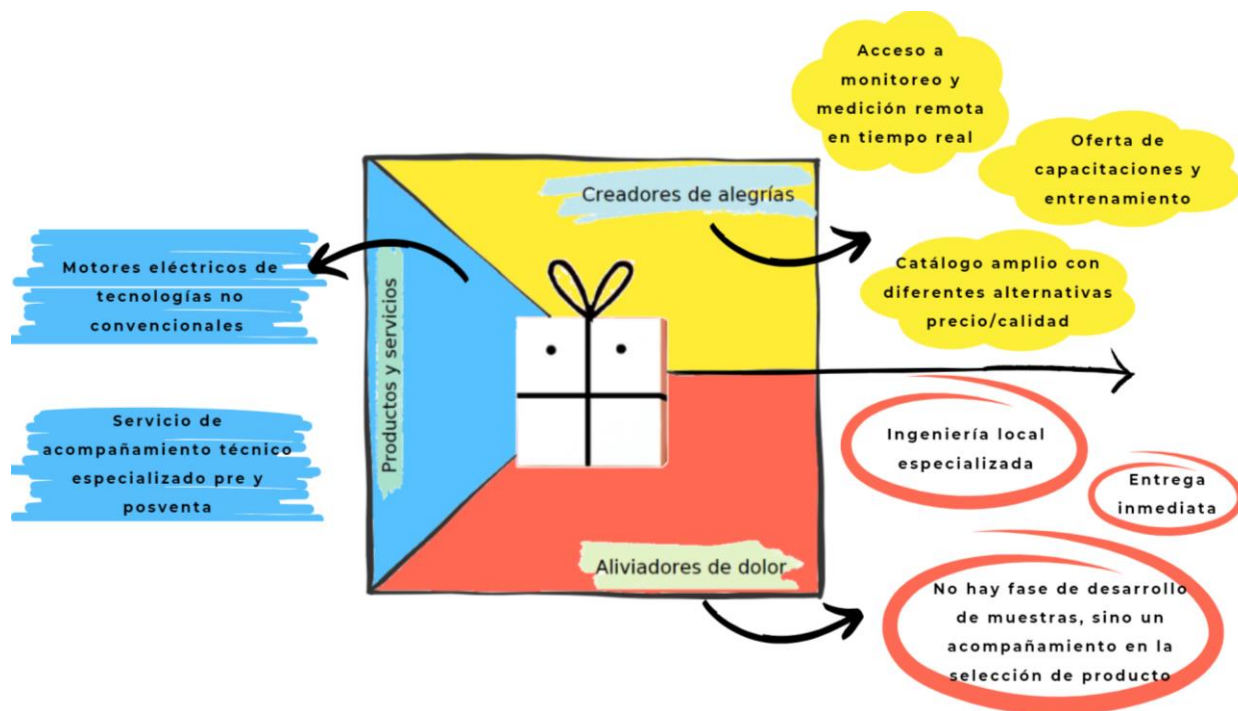 Acceso a
monitoreo y
medición remota
en tiempo real
Oferta de
capacitaciones y
entrenamiento
Creadores de alegrías
Catálogo amplio con
diferentes alternativas
precio/calidad
Motores eléctricos de
tecnologías no
convencionales
Productos y servicios
Servicio de
acompañamiento técnico
especializado pre y
posventa
Ingeniería local
especializada
Entrega
inmediata
Aliviadores de dolor
No hay fase de desarrollo
de muestras, sino un
acompañamiento en la
selección de producto